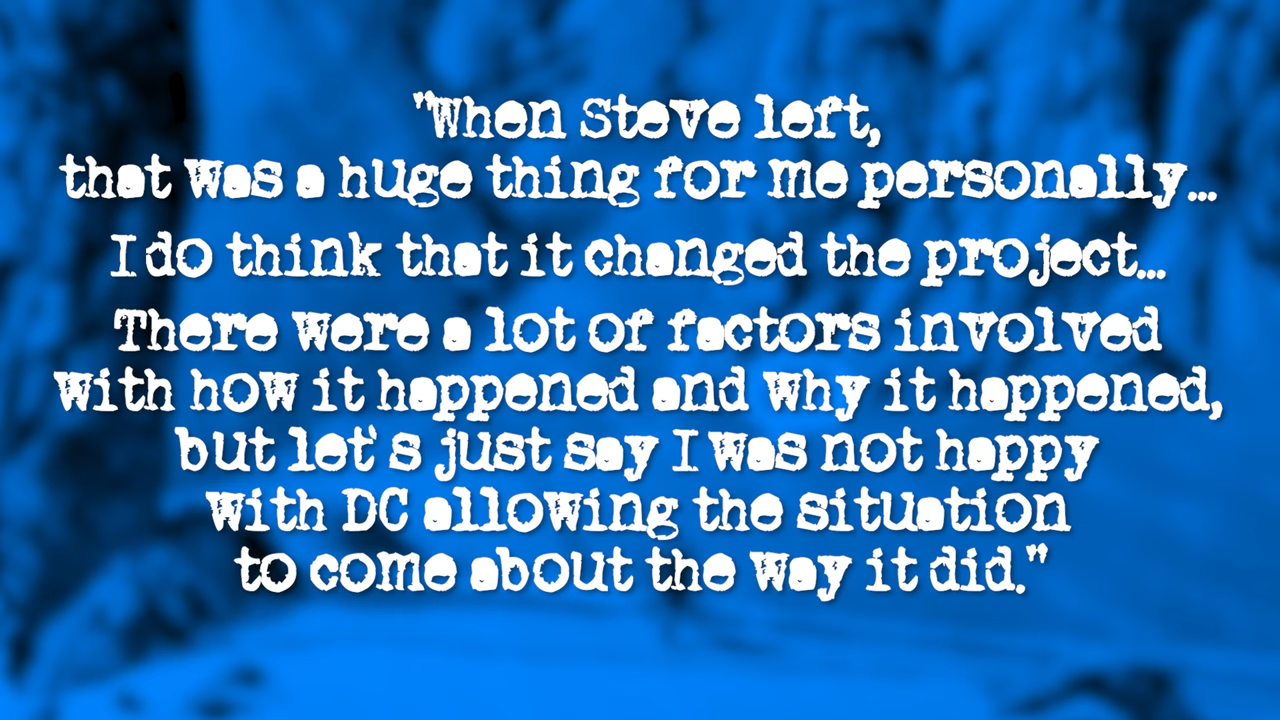 "When Steve left,
that was a huge thing for me personally...
I do think that it changed the project...
There were a lot of factors involved
with how it happened and why it happened,
but let's just say I was not happy
with DC allowing the situation
to come about the way it did."